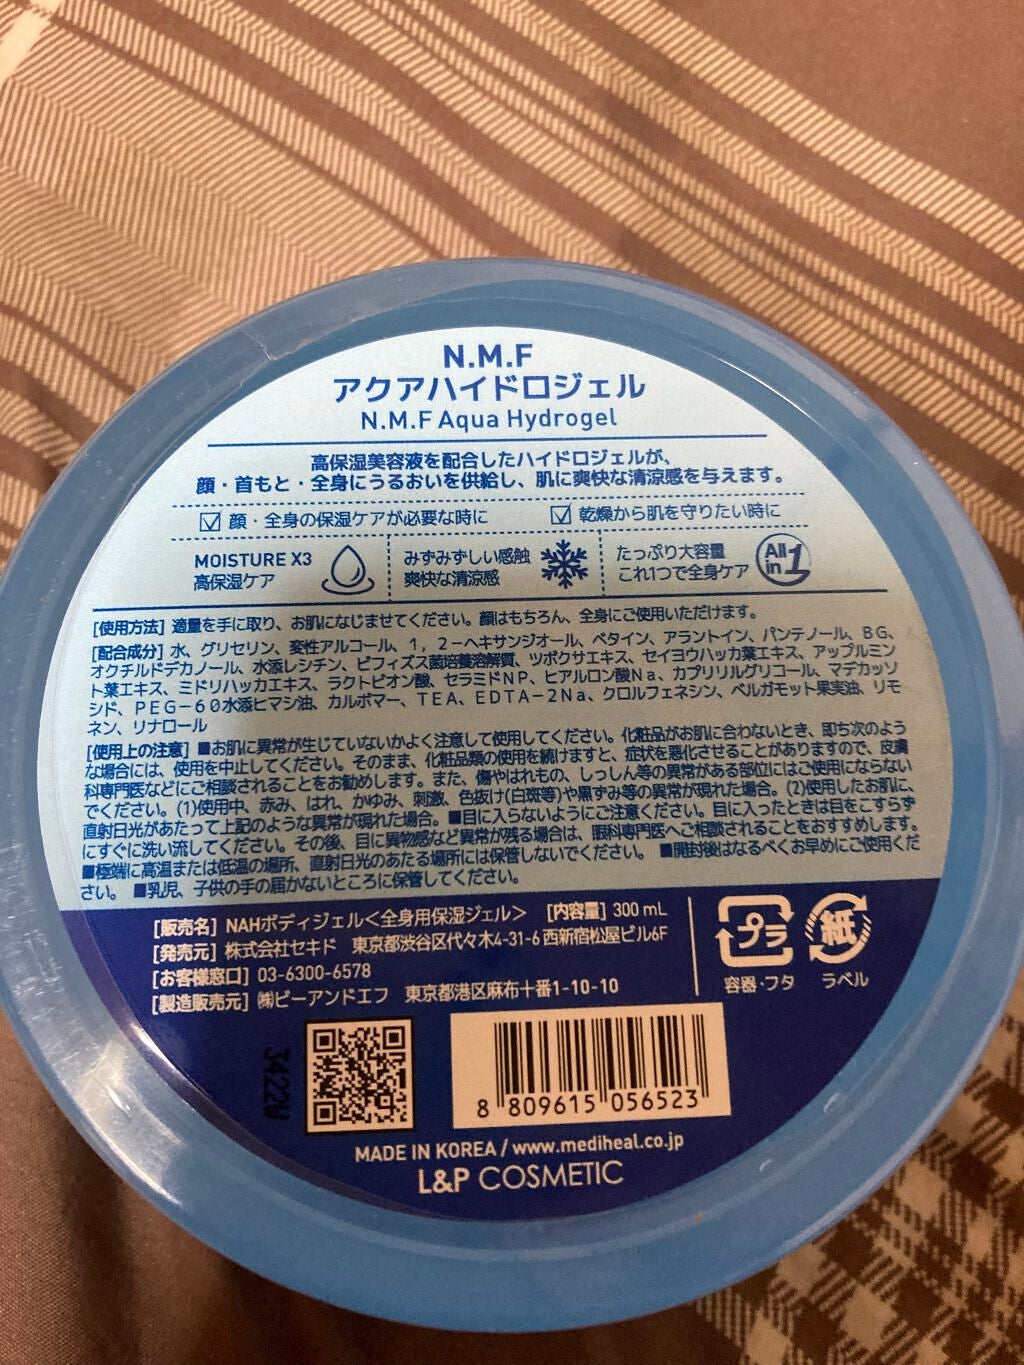 N.M.F
アクアハイドロジェル
N.M.F Aqua Hydrogel
高保湿美容液を配合したハイドロジェルが、
顔・首もと・全身にうるおいを供給し、肌に爽快な清涼感を与えます。
顔・全身の保湿ケアが必要な時に 乾燥から肌を守りたい時に
MOISTURE X3
高保湿ケア
みずみずしい感触
爽快な清涼感
たっぷり大容量
これ1つで全身ケア
All in 1
[使用方法] 適量を手に取り、お肌になじませてください。顔はもちろん、全身にご使用いただけます。
[配合成分] 水、グリセリン、変性アルコール、1，2－ヘキサンジオール、ベタイン、アラントイン、パンテノール、BG、
オクチルドデカノール、水添レシチン、ビフィズス菌培養溶解質、ツボクサエキス、セイヨウハッカ葉エキス、アップルミン
ト葉エキス、ミドリハッカエキス、ラクトビオン酸、セラミドNP、ヒアルロン酸Na、カプリリルグリコール、マデカッソ
シド、PEG－60水添ヒマシ油、カルボマー、TEA、EDTA－2Na、クロルフェネシン、ベルガモット果実油、リモ
ネン、リナロール
[使用上の注意] ■お肌に異常が生じていないかよく注意して使用してください。化粧品がお肌に合わないとき、即ち次のよう
な場合には、使用を中止してください。そのまま、化粧品類の使用を続けますと、症状を悪化させることがありますので、皮膚
科専門医などにご相談されることをお勧めします。また、傷やはれもの、しっしん等の異常がある部位にはご使用にならない
でください。(1)使用中、赤み、はれ、かゆみ、刺激、色抜け(白斑等)や黒ずみ等の異常が現れた場合。(2)使用したお肌に、
直射日光があたって上記のような異常が現れた場合。■目に入らないようにご注意ください。目に入ったときは目をこすらず
にすぐに洗い流してください。その後、目に異物感など異常が残る場合は、眼科専門医へご相談されることをおすすめします。
■極端に高温または低温の場所、直射日光のあたる場所には保管しないでください。 ■開封後はなるべくお早めにご使用くだ
さい。 ■乳児、子供の手の届かないところに保管してください。
[販売名] NAHボディジェル＜全身用保湿ジェル＞ [内容量] 300 mL
[発売元] 株式会社セキド 東京都渋谷区代々木4-31-6 西新宿松屋ビル6F
[お客様窓口] 03-6300-6578
[製造販売元] ㈱ピーアンドエフ 東京都港区麻布十番1-10-10
プラ
紙
容器・フタ ラベル
3422W
8 809615 056523
MADE IN KOREA / www.mediheal.co.jp
L&P COSMETIC